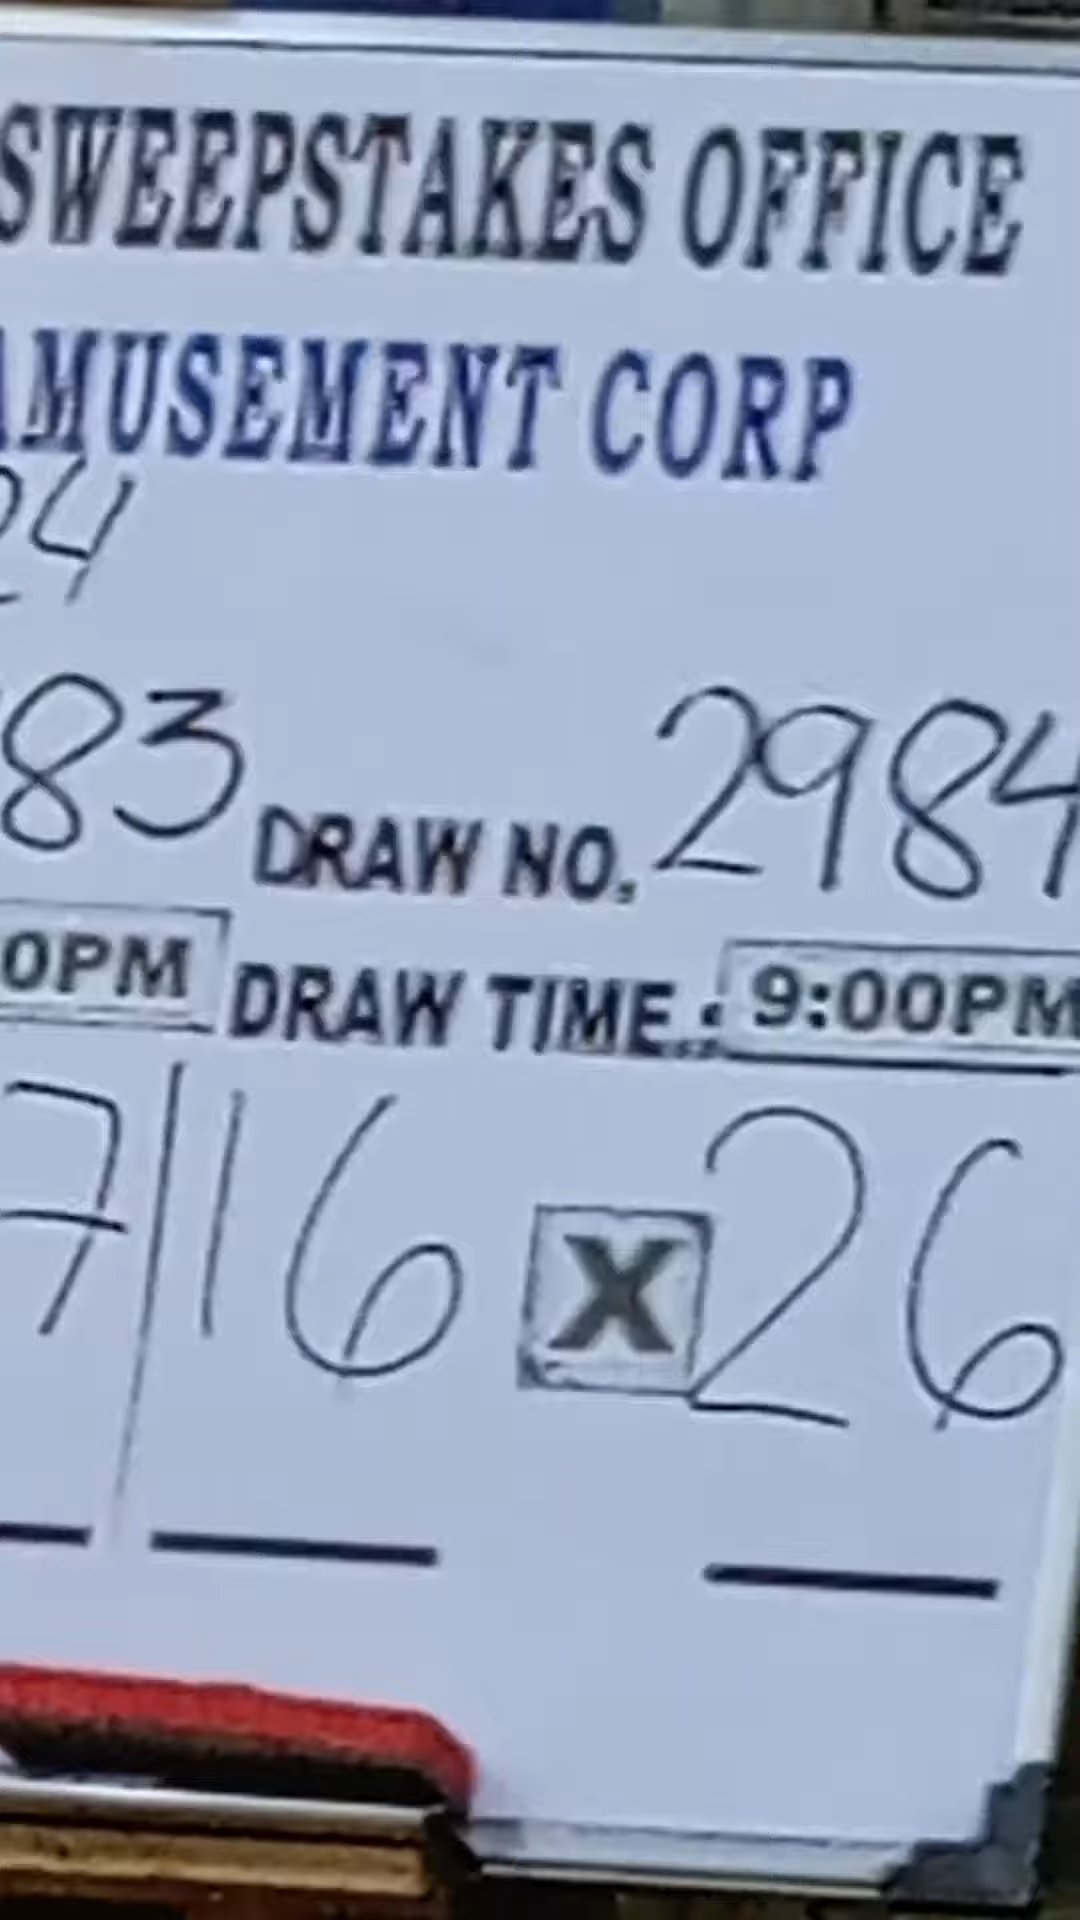 SWEEPSTAKES OFFICE
AMUSEMENT CORP
24
83 DRAW NO. 2984
0PM DRAW TIME.: 9:00PM
7 | 16 X 26